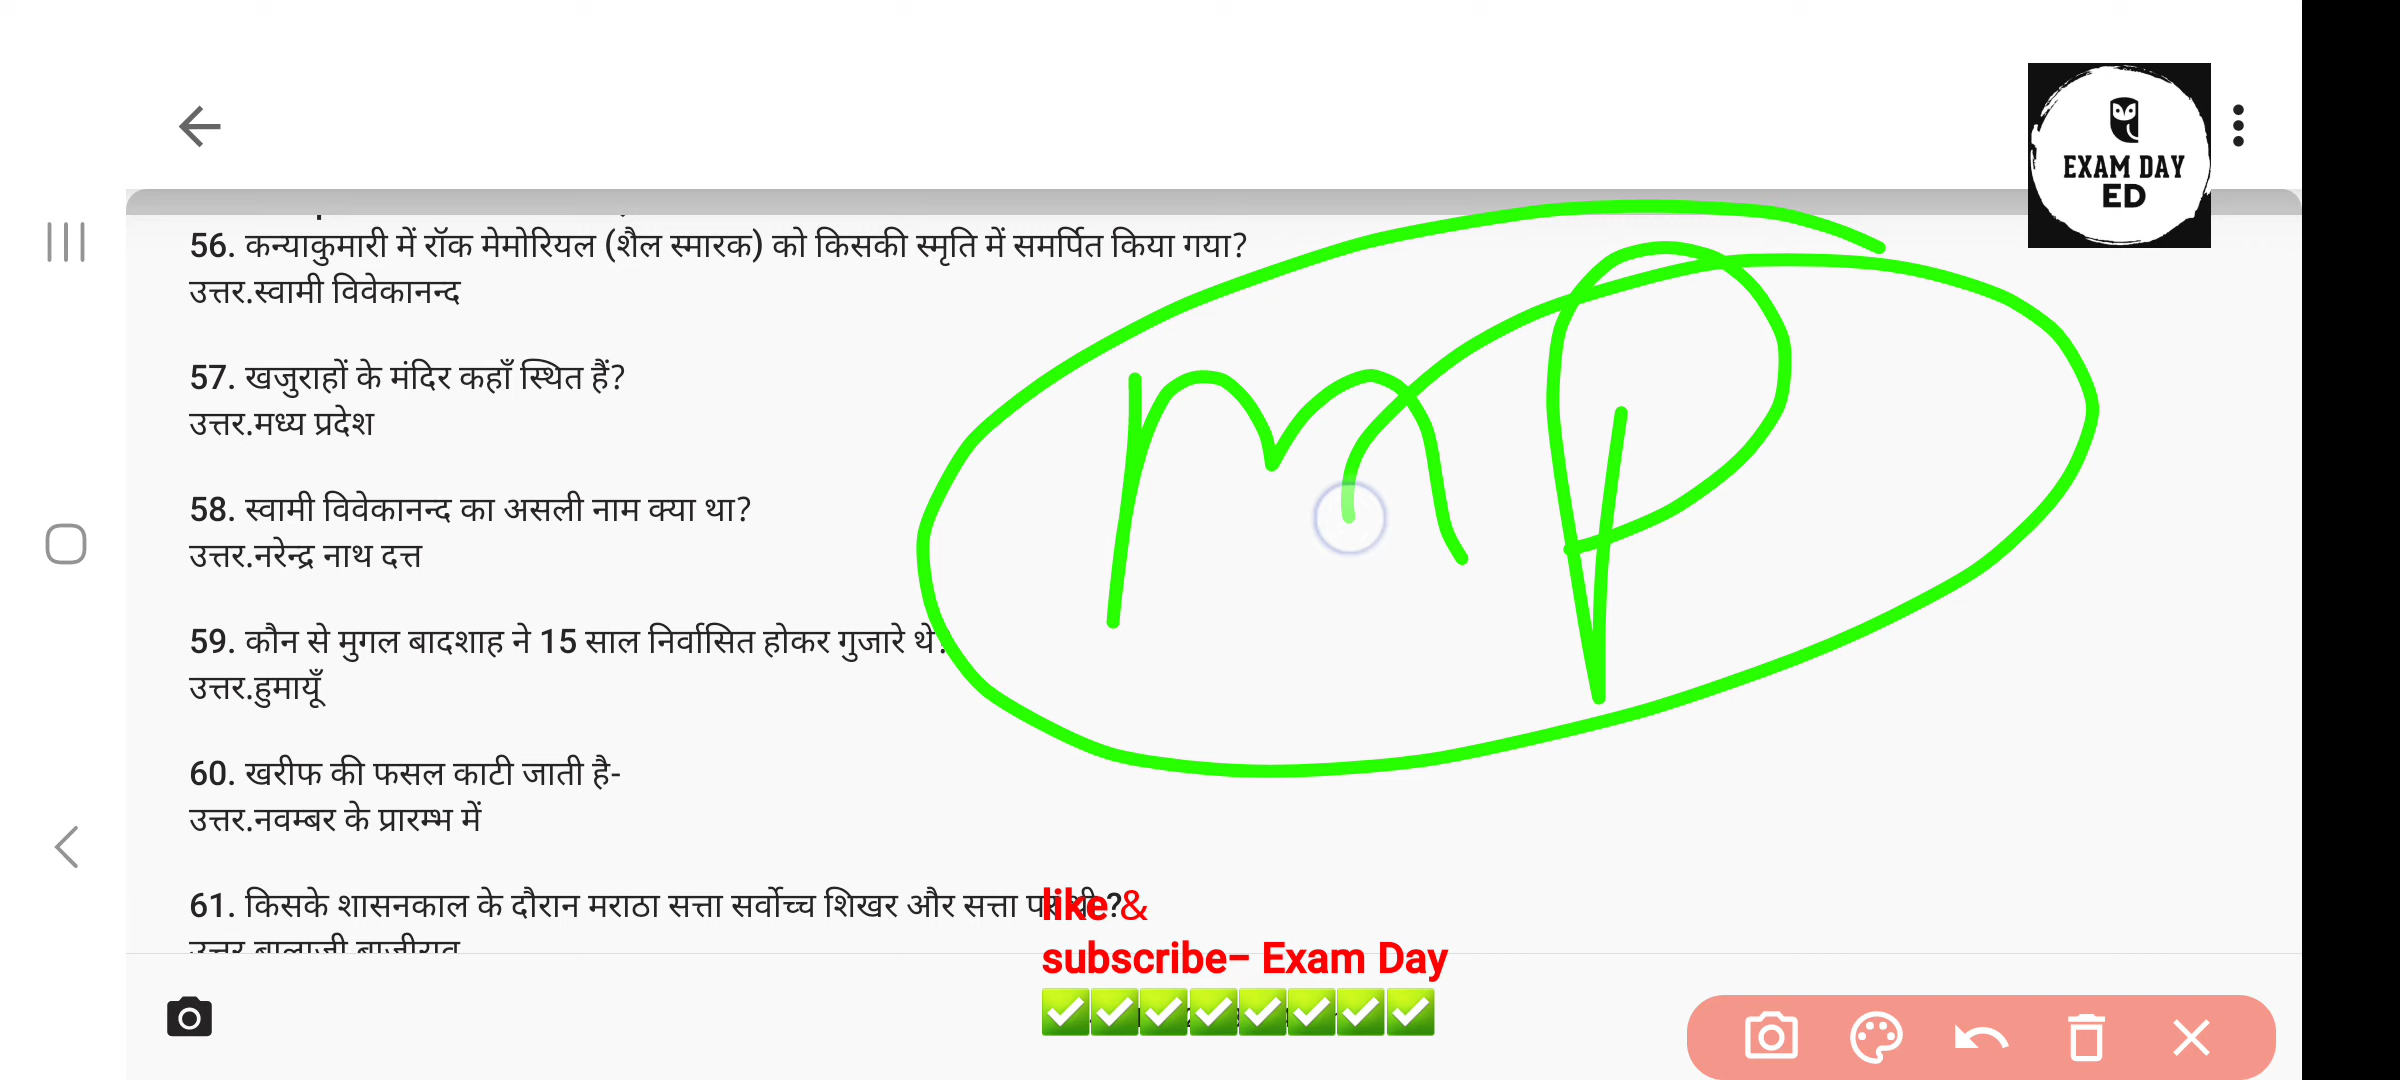 EXAM DAY
ED
56. कन्याकुमारी में रॉक मेमोरियल (शैल स्मारक) को किसकी स्मृति में समर्पित किया गया?
उत्तर.स्वामी विवेकानन्द
57. खजुराहों के मंदिर कहाँ स्थित हैं?
उत्तर.मध्य प्रदेश
mP
58. स्वामी विवेकानन्द का असली नाम क्या था?
उत्तर.नरेन्द्र नाथ दत्त
59. कौन से मुगल बादशाह ने 15 साल निर्वासित होकर गुजारे थे?
उत्तर.हुमायूँ
60. खरीफ की फसल काटी जाती है-
उत्तर.नवम्बर के प्रारम्भ में
61. किसके शासनकाल के दौरान मराठा सत्ता सर्वोच्च शिखर और सत्ता पर थी?
उत्तर.बालाजी बाजीराव
like &
subscribe– Exam Day